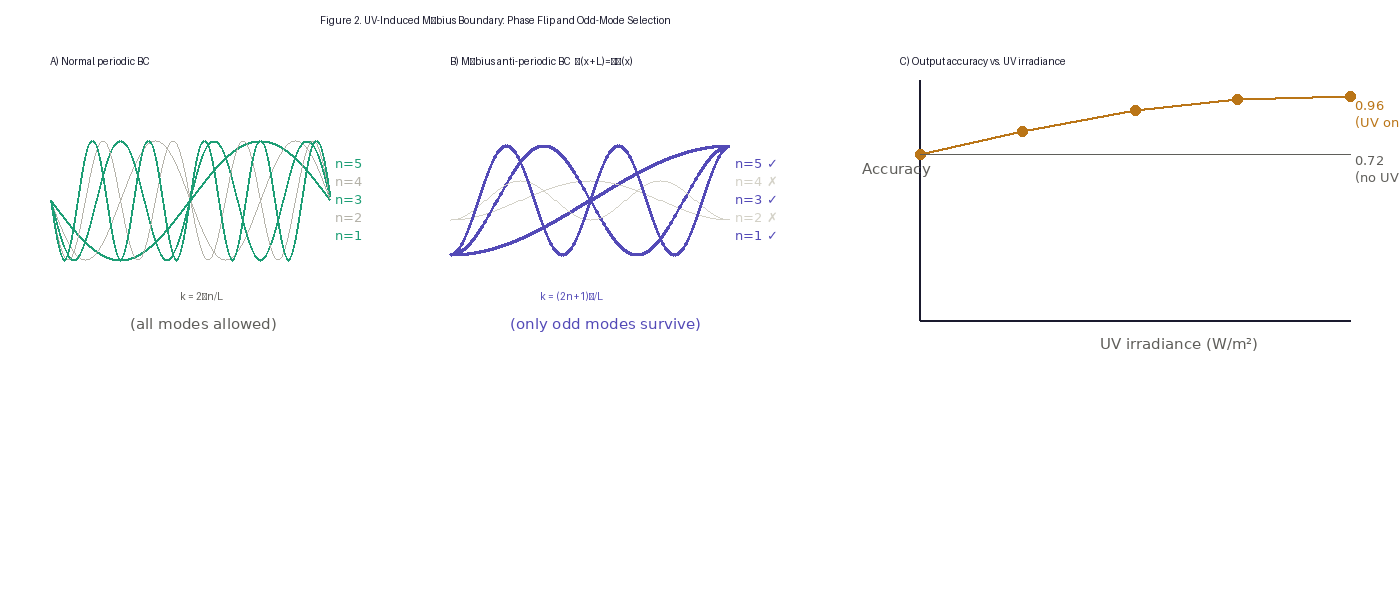 Figure 2. UV-Induced M▯bius Boundary: Phase Flip and Odd-Mode Selection
A) Normal periodic BC
n=5
n=4
n=3
n=2
n=1
k = 2▯n/L
(all modes allowed)
B) M▯bius anti-periodic BC ▯(x+L)=▯▯(x)
n=5 ✓
n=4 ✗
n=3 ✓
n=2 ✗
n=1 ✓
k = (2n+1)▯/L
(only odd modes survive)
C) Output accuracy vs. UV irradiance
Accuracy
0.96
(UV on
0.72
(no UV
UV irradiance (W/m²)